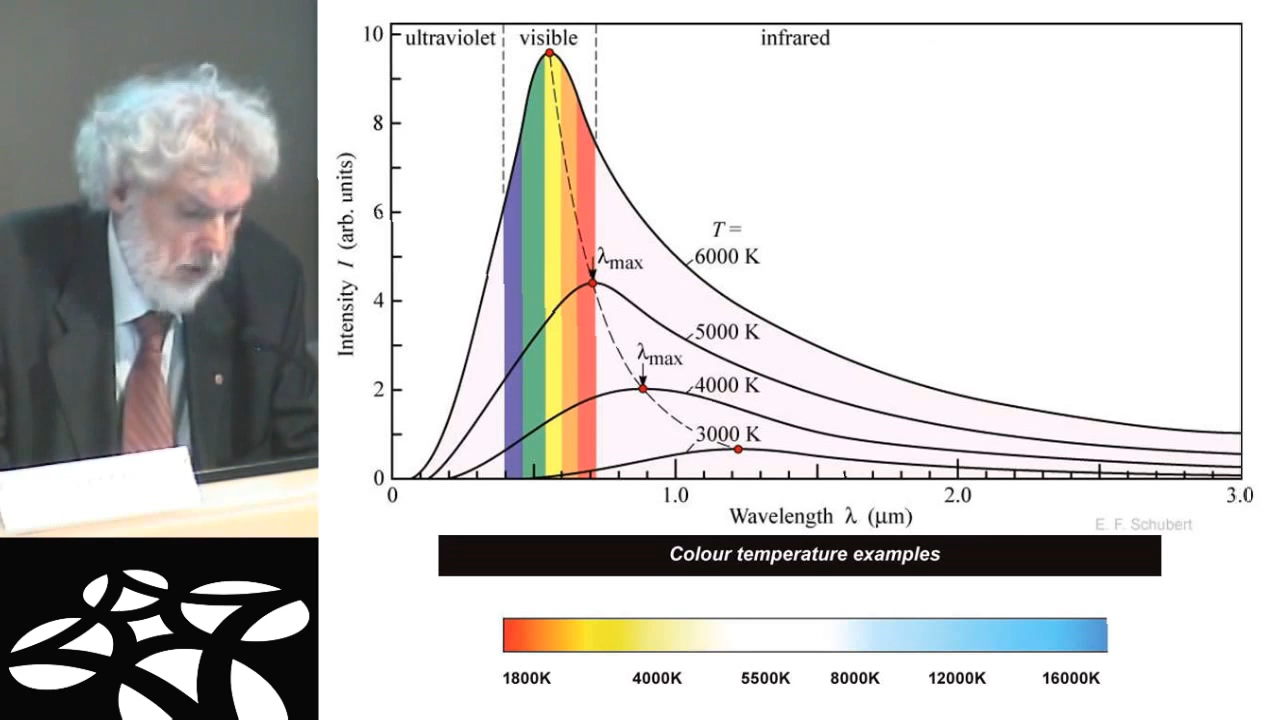 ultraviolet visible infrared
10
8
6
4
2
0
Intensity I (arb. units)
T =
6000 K
λmax
5000 K
λmax
4000 K
3000 K
0 1.0 2.0 3.0
Wavelength λ (μm)
E. F. Schubert
Colour temperature examples
1800K 4000K 5500K 8000K 12000K 16000K